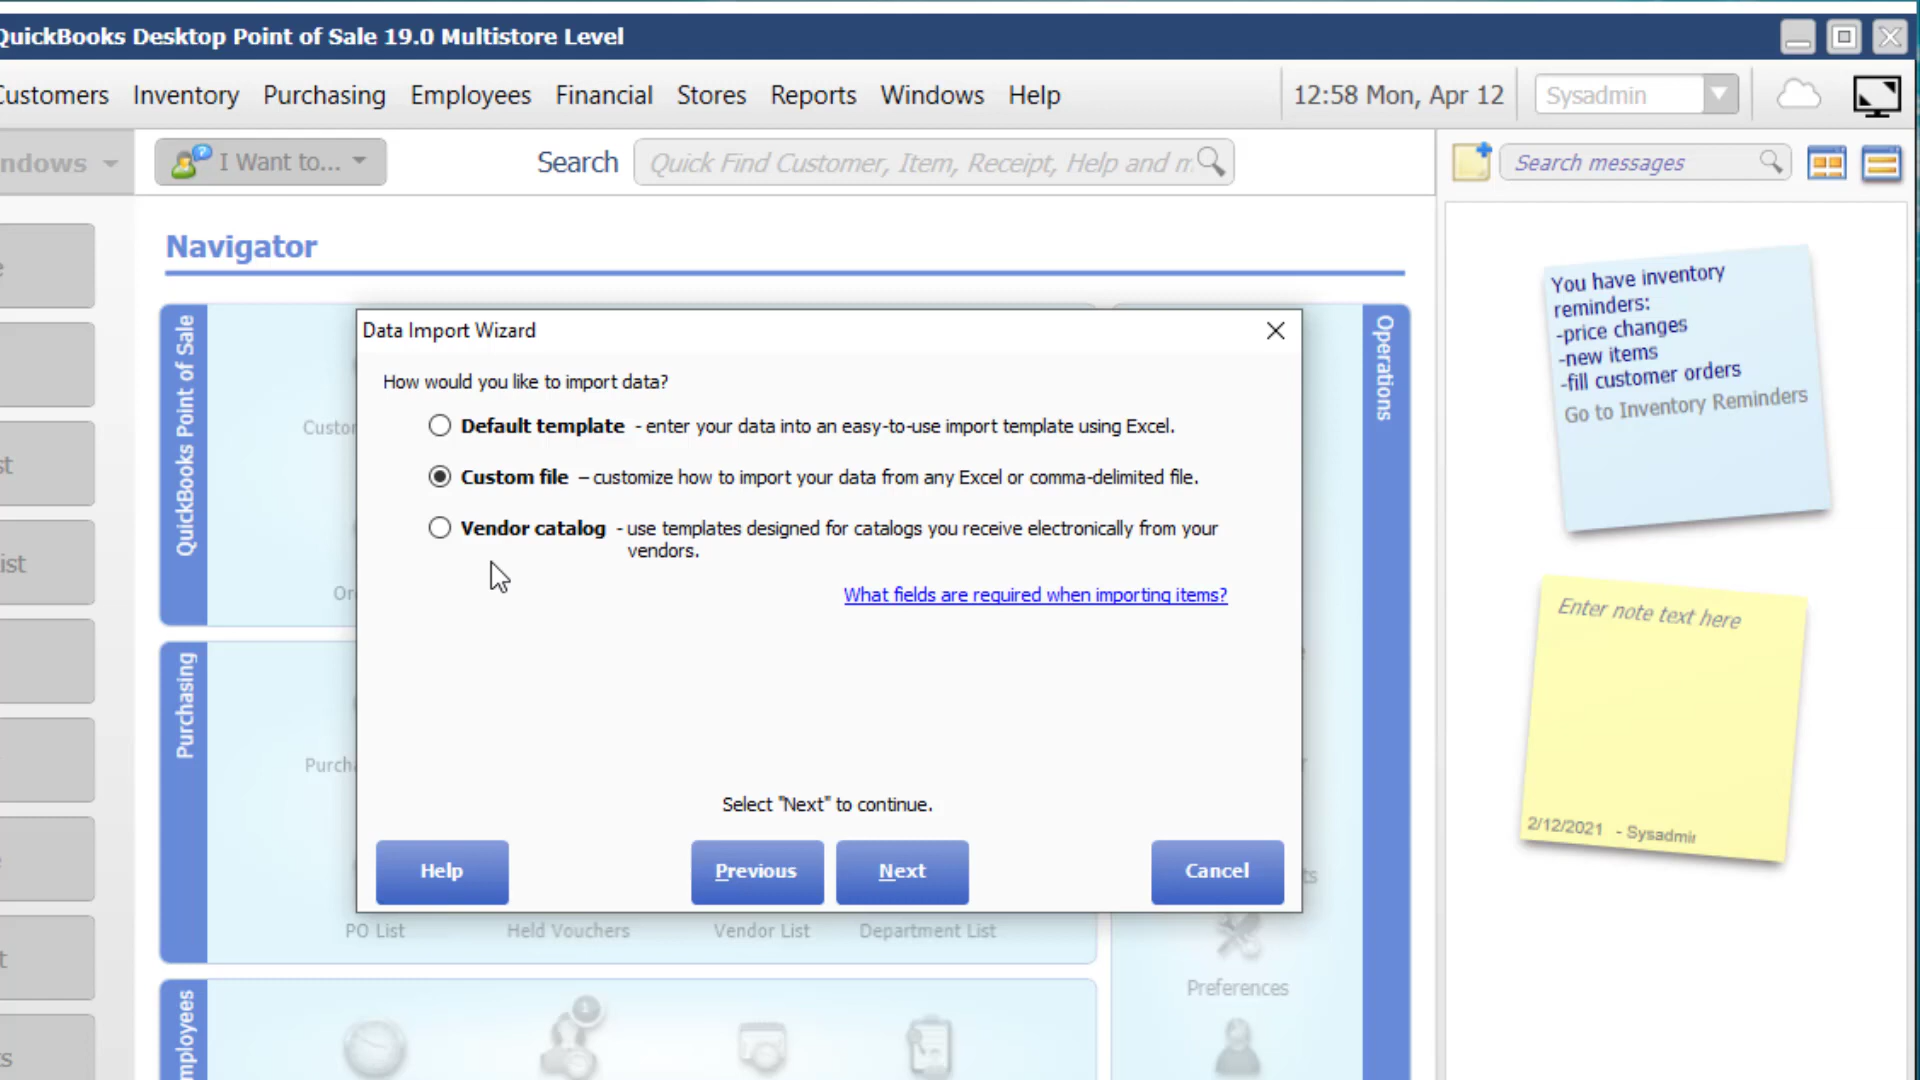 QuickBooks Desktop Point of Sale 19.0 Multistore Level
Customers Inventory Purchasing Employees Financial Stores Reports Windows Help 12:58 Mon, Apr 12 Sysadmin
I Want to... Search Quick Find Customer, Item, Receipt, Help and Search messages
Navigator
QuickBooks Point of Sale
Operations
Data Import Wizard
How would you like to import data?
Default template - enter your data into an easy-to-use import template using Excel.
Custom file – customize how to import your data from any Excel or comma-delimited file.
Vendor catalog - use templates designed for catalogs you receive electronically from your
vendors.
What fields are required when importing items?
Select "Next" to continue.
Help Previous Next Cancel
Purchasing
PO List Held Vouchers Vendor List Department List
Preferences
You have inventory
reminders:
-price changes
-new items
-fill customer orders
Go to Inventory Reminders
Enter note text here
2/12/2021 - Sysadmin